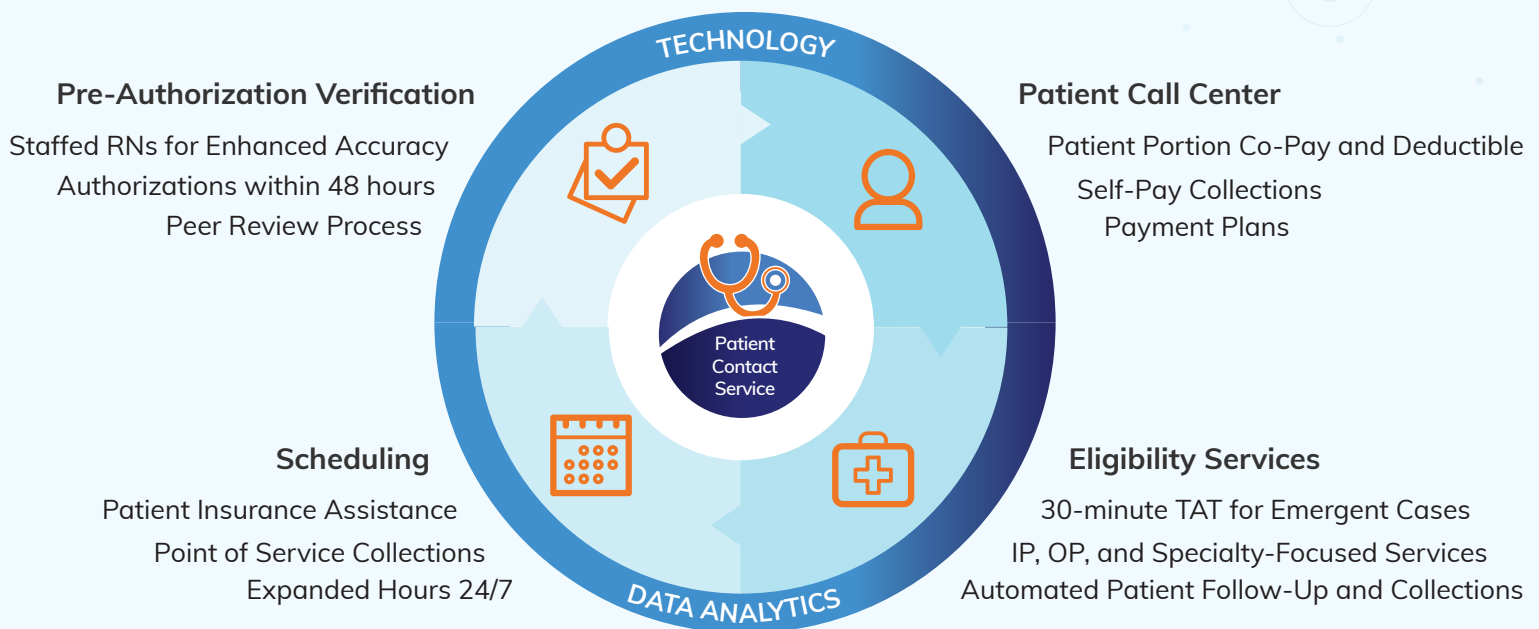 TECHNOLOGY
Pre-Authorization Verification
Staffed RNs for Enhanced Accuracy
Authorizations within 48 hours
Peer Review Process
Patient Call Center
Patient Portion Co-Pay and Deductible
Self-Pay Collections
Payment Plans
Patient
Contact
Service
Scheduling
Patient Insurance Assistance
Point of Service Collections
Expanded Hours 24/7
Eligibility Services
30-minute TAT for Emergent Cases
IP, OP, and Specialty-Focused Services
Automated Patient Follow-Up and Collections
DATA ANALYTICS